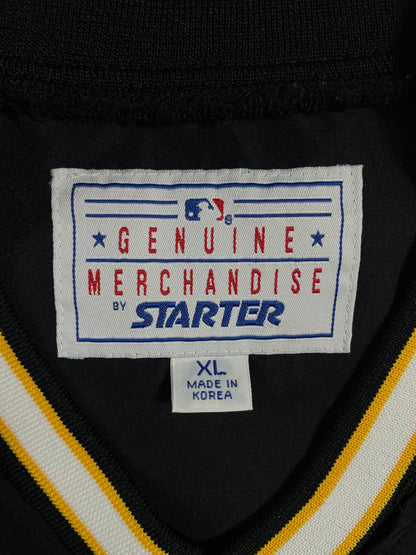 GENUINE
MERCHANDISE
BY STARTER
XL
MADE IN
KOREA